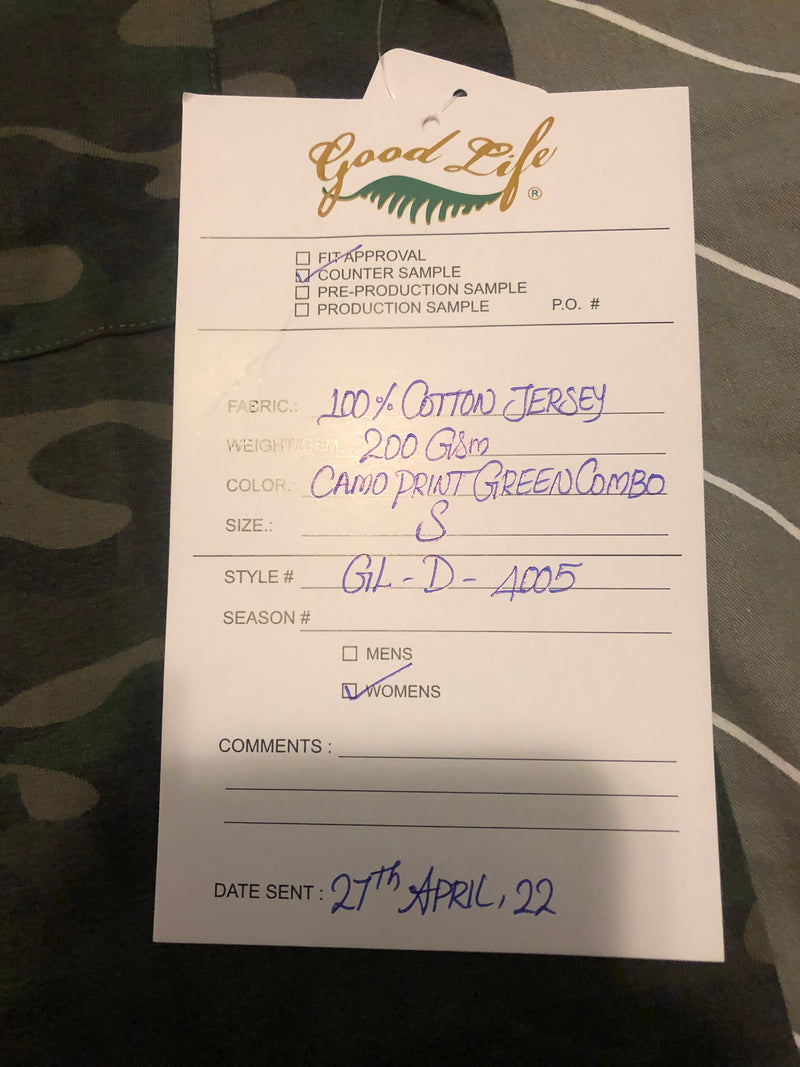 Good Life ®
FIT APPROVAL
COUNTER SAMPLE
PRE-PRODUCTION SAMPLE
PRODUCTION SAMPLE P.O. #
FABRIC.: 100% COTTON JERSEY
WEIGHT/GSM: 200 GSM
COLOR.: CAMO PRINT GREEN COMBO
SIZE.: S
STYLE # GL-D-4005
SEASON #
MENS
WOMENS
COMMENTS :
DATE SENT : 27th APRIL, 22